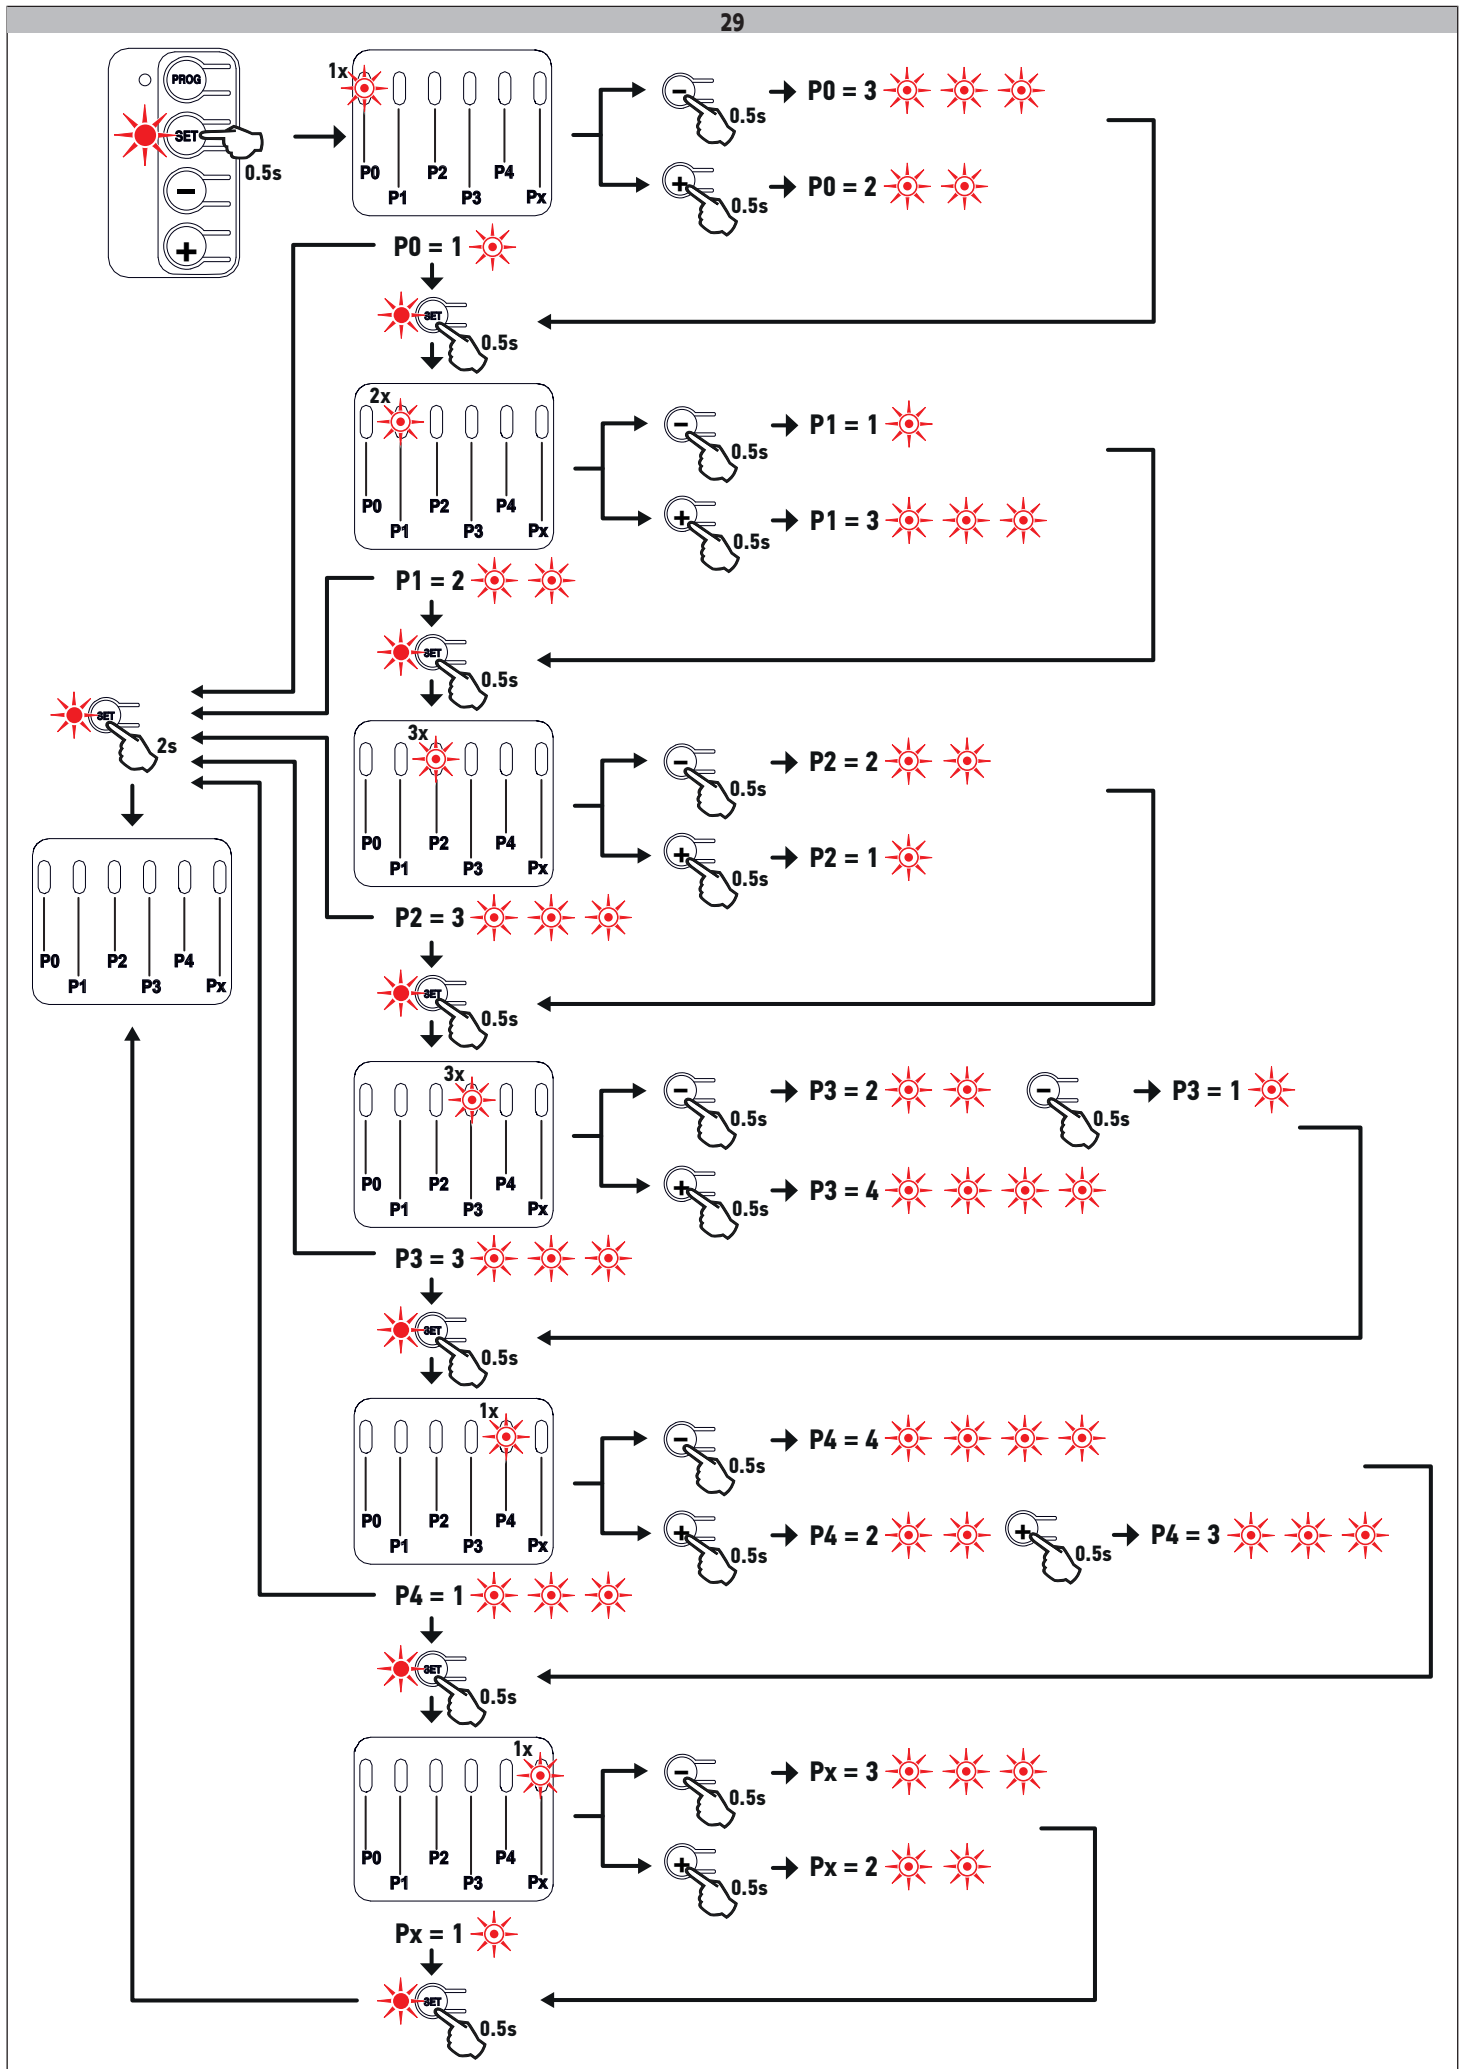 29
PROG
SET
0.5s
1x
P0 P2 P4
P1 P3 Px
0.5s
P0 = 3
0.5s
P0 = 2
P0 = 1
SET
0.5s
2x
P0 P2 P4
P1 P3 Px
0.5s
P1 = 1
0.5s
P1 = 3
P1 = 2
SET
0.5s
SET
2s
P0 P2 P4
P1 P3 Px
3x
P0 P2 P4
P1 P3 Px
0.5s
P2 = 2
0.5s
P2 = 1
P2 = 3
SET
0.5s
3x
P0 P2 P4
P1 P3 Px
0.5s
P3 = 2
0.5s
P3 = 1
0.5s
P3 = 4
P3 = 3
SET
0.5s
1x
P0 P2 P4
P1 P3 Px
0.5s
P4 = 4
0.5s
P4 = 2
0.5s
P4 = 3
P4 = 1
SET
0.5s
1x
P0 P2 P4
P1 P3 Px
0.5s
Px = 3
0.5s
Px = 2
Px = 1
SET
0.5s